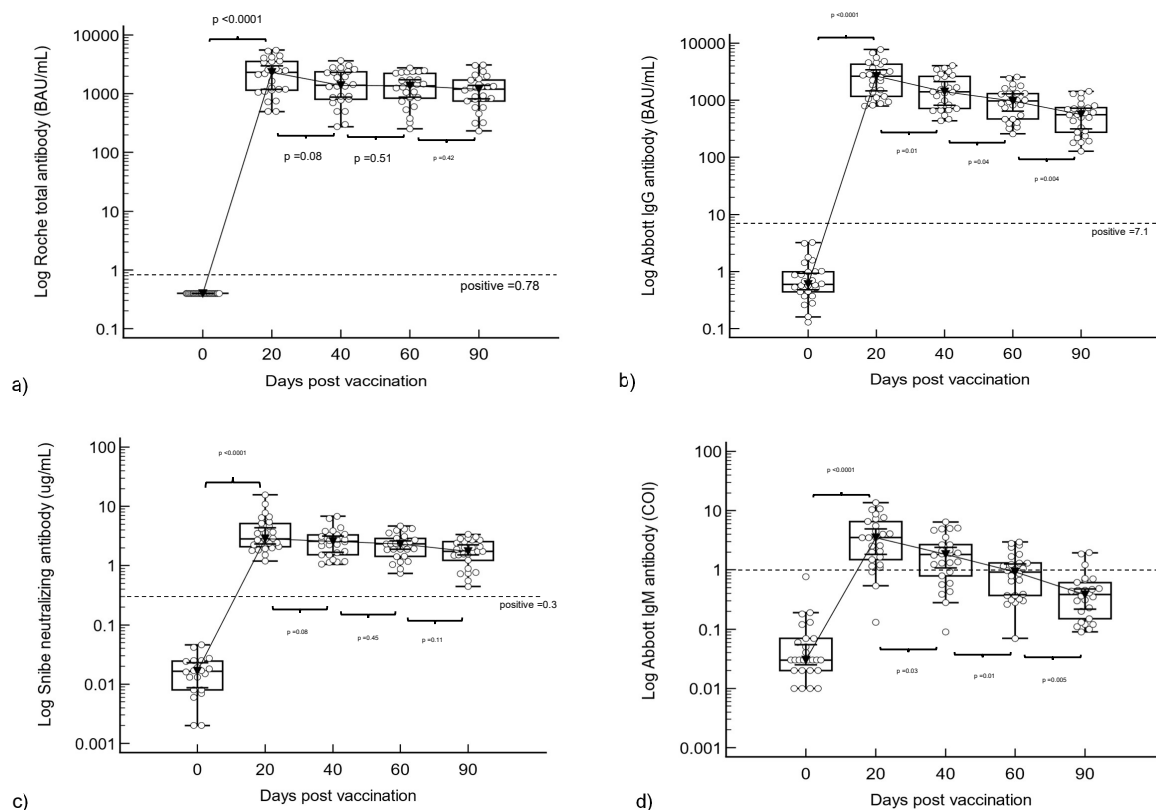 p <0.0001
10000
1000
100
10
1
0.1
Log Roche total antibody (BAU/mL)
p =0.08
p =0.51
p =0.42
positive =0.78
0 20 40 60 90
Days post vaccination
a)
p <0.0001
10000
1000
100
10
1
0.1
Log Abbott IgG antibody (BAU/mL)
p =0.01
p =0.04
p =0.004
positive =7.1
0 20 40 60 90
Days post vaccination
b)
100
10
1
0.1
0.01
0.001
Log Snibe neutralizing antibody (ug/mL)
p <0.0001
positive =0.3
p =0.08
p =0.45
p =0.11
0 20 40 60 90
Days post vaccination
c)
100
10
1
0.1
0.01
0.001
Log Abbott IgM antibody (COI)
p <0.0001
p =0.03
p =0.01
p =0.005
0 20 40 60 90
Days post vaccination
d)